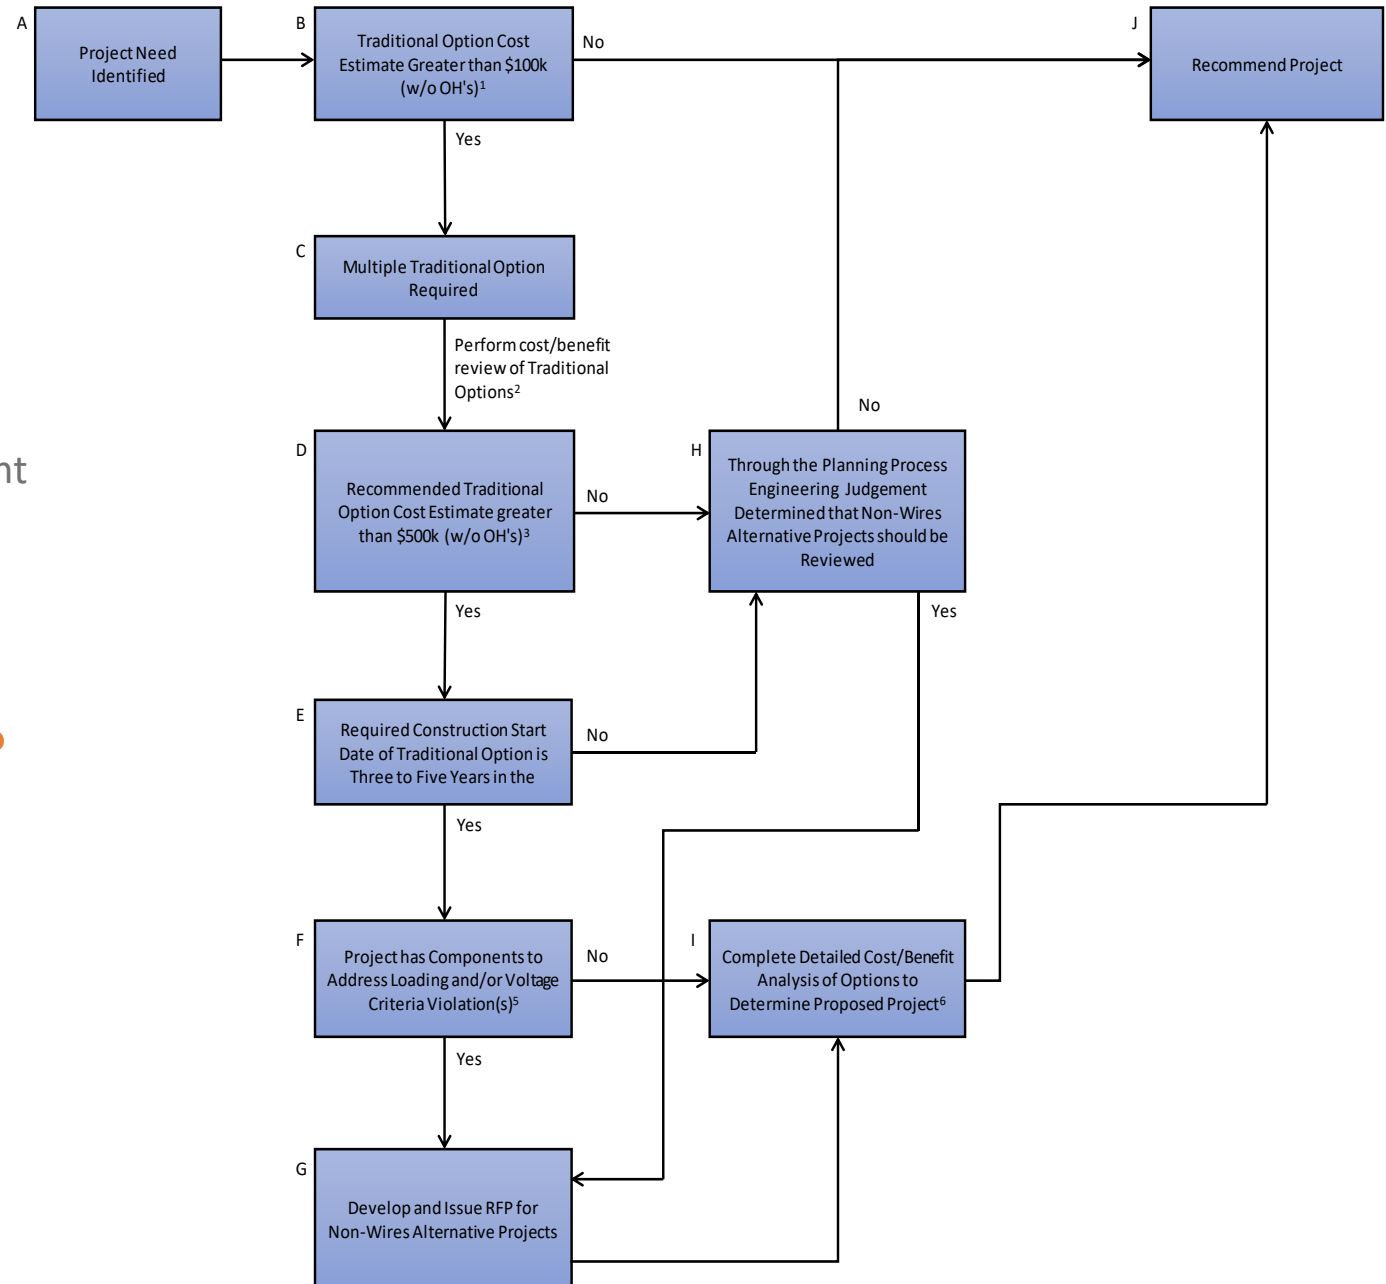 A
Project Need
Identified
B
Traditional Option Cost
Estimate Greater than $100k
(w/o OH's)¹
No
J
Recommend Project
Yes
C
Multiple Traditional Option
Required
Perform cost/benefit
review of Traditional
Options²
No
nt
D
Recommended Traditional
Option Cost Estimate greater
than $500k (w/o OH's)³
No
H
Through the Planning Process
Engineering Judgement
Determined that Non-Wires
Alternative Projects should be
Reviewed
Yes
Yes
E
Required Construction Start
Date of Traditional Option is
Three to Five Years in the
No
Yes
F
Project has Components to
Address Loading and/or Voltage
Criteria Violation(s)⁵
No
I
Complete Detailed Cost/Benefit
Analysis of Options to
Determine Proposed Project⁶
Yes
G
Develop and Issue RFP for
Non-Wires Alternative Projects